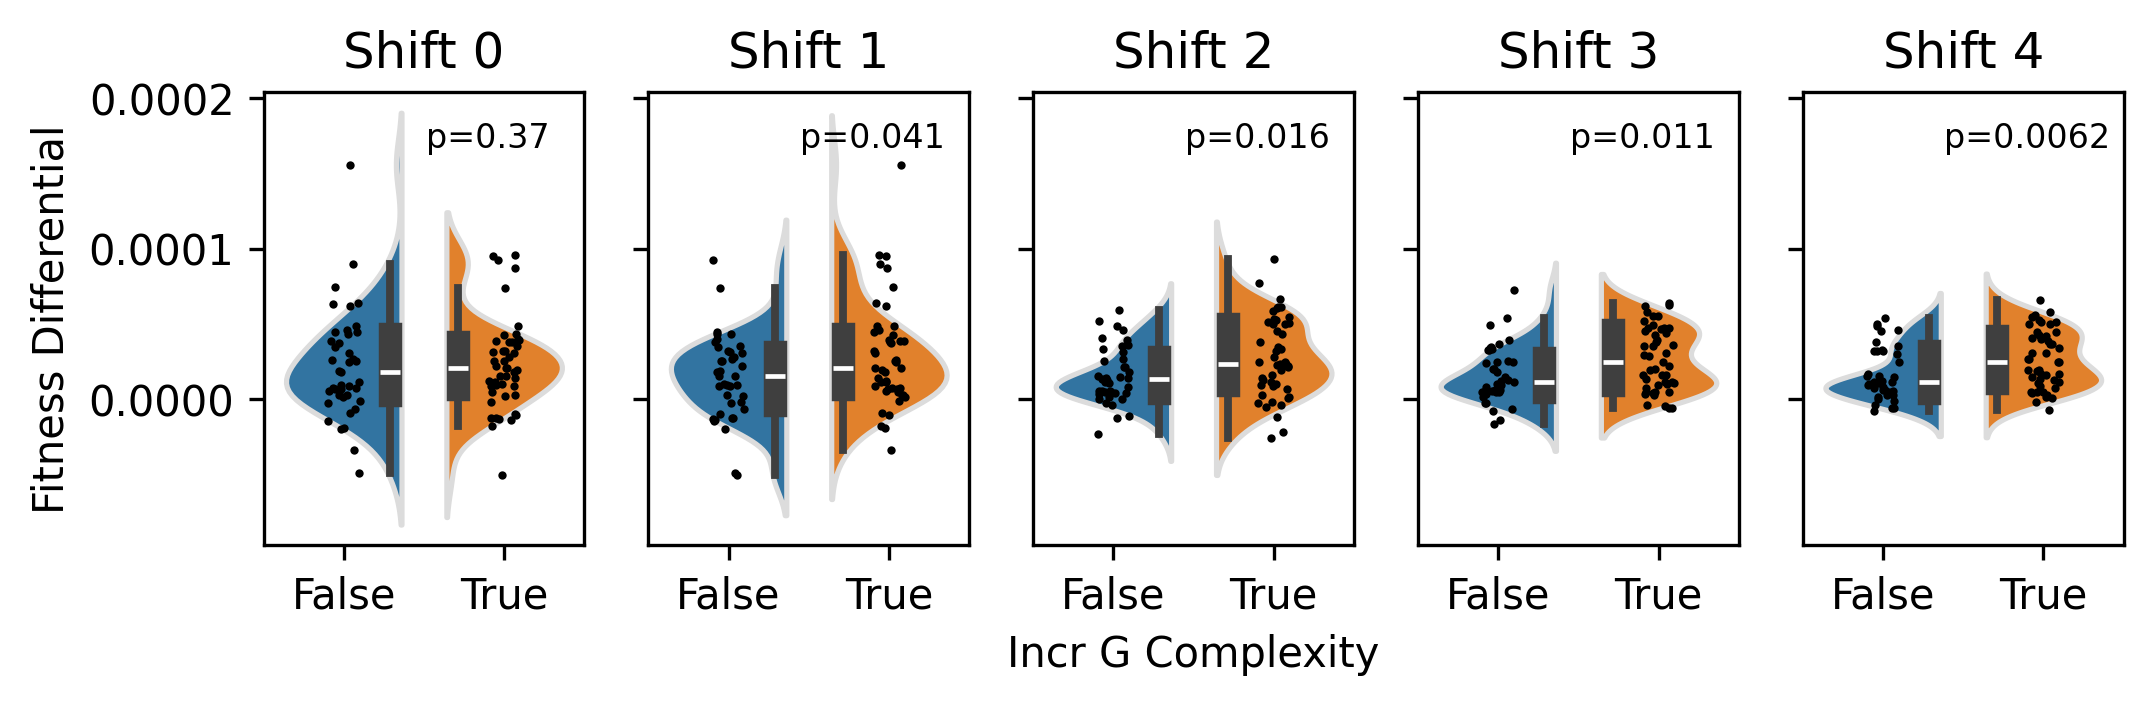 Shift 0
Shift 1
Shift 2
Shift 3
Shift 4
Fitness Differential
0.0002
0.0001
0.0000
p=0.37
p=0.041
p=0.016
p=0.011
p=0.0062
False True
False True
False True
False True
False True
Incr G Complexity